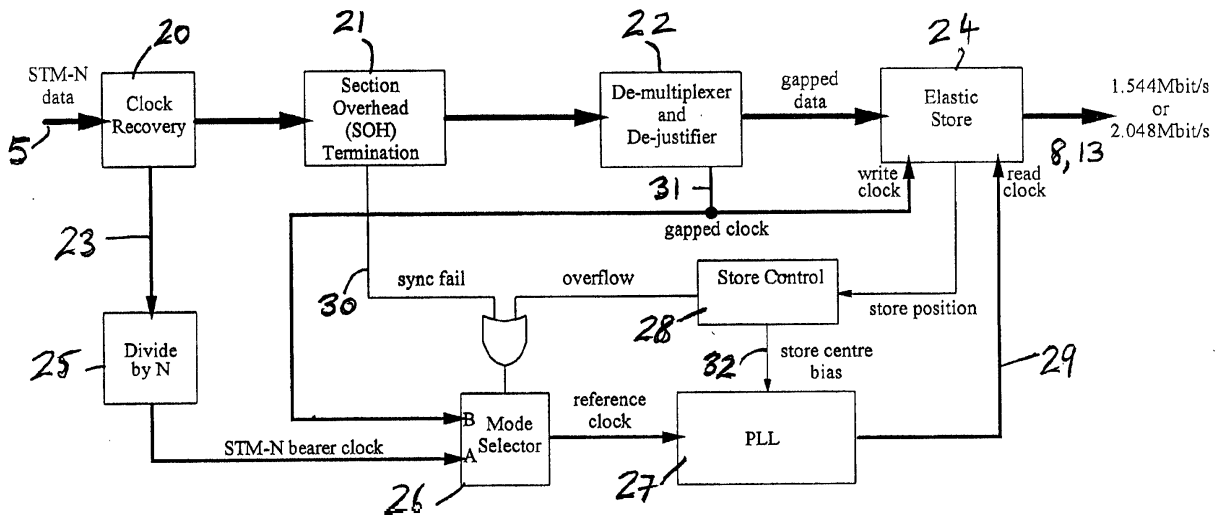 20
21
22
24
STM-N
data
Clock
Recovery
Section
Overhead
(SOH)
Termination
De-multiplexer
and
De-justifier
gapped
data
Elastic
Store
1.544Mbit/s
or
2.048Mbit/s
5
8,13
31
write
clock
read
clock
gapped clock
23
30
sync fail
overflow
Store Control
28
store position
25
Divide
by N
32
store centre
bias
29
B
A
Mode
Selector
reference
clock
PLL
STM-N bearer clock
26
27